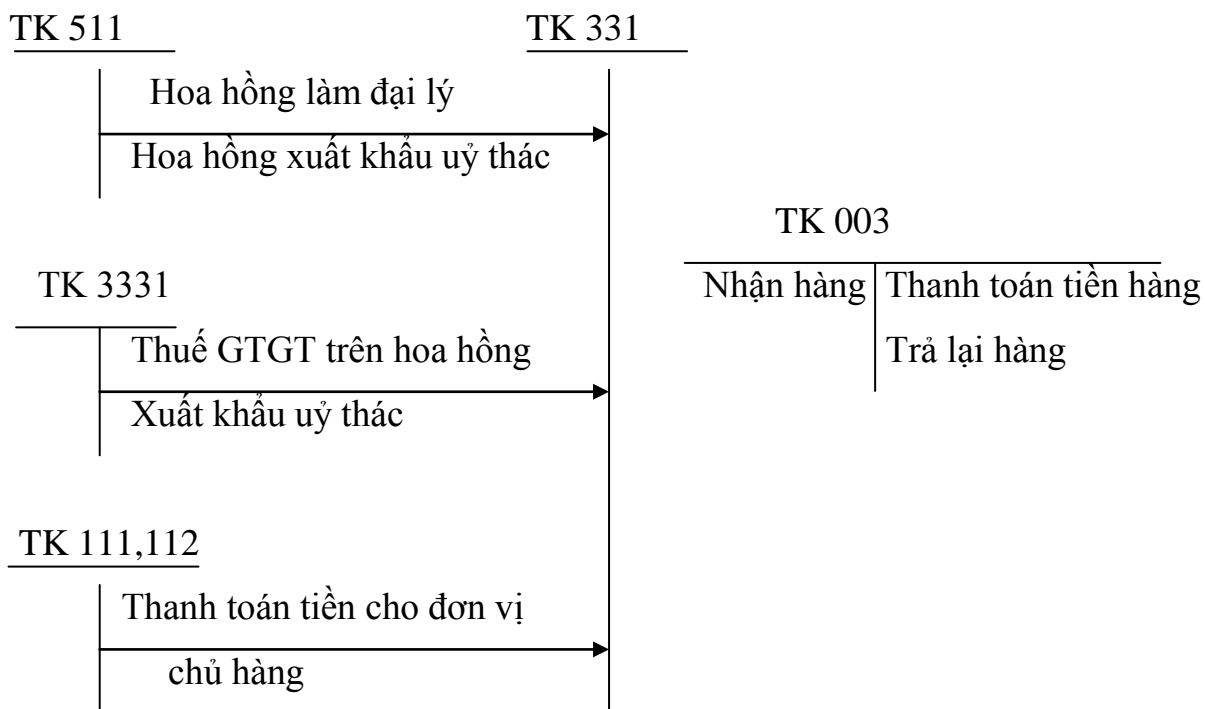 TK 511
TK 331
Hoa hồng làm đại lý
Hoa hồng xuất khẩu uỷ thác
TK 003
Nhận hàng
Thanh toán tiền hàng
Trả lại hàng
TK 3331
Thuế GTGT trên hoa hồng
Xuất khẩu uỷ thác
TK 111,112
Thanh toán tiền cho đơn vị
chủ hàng